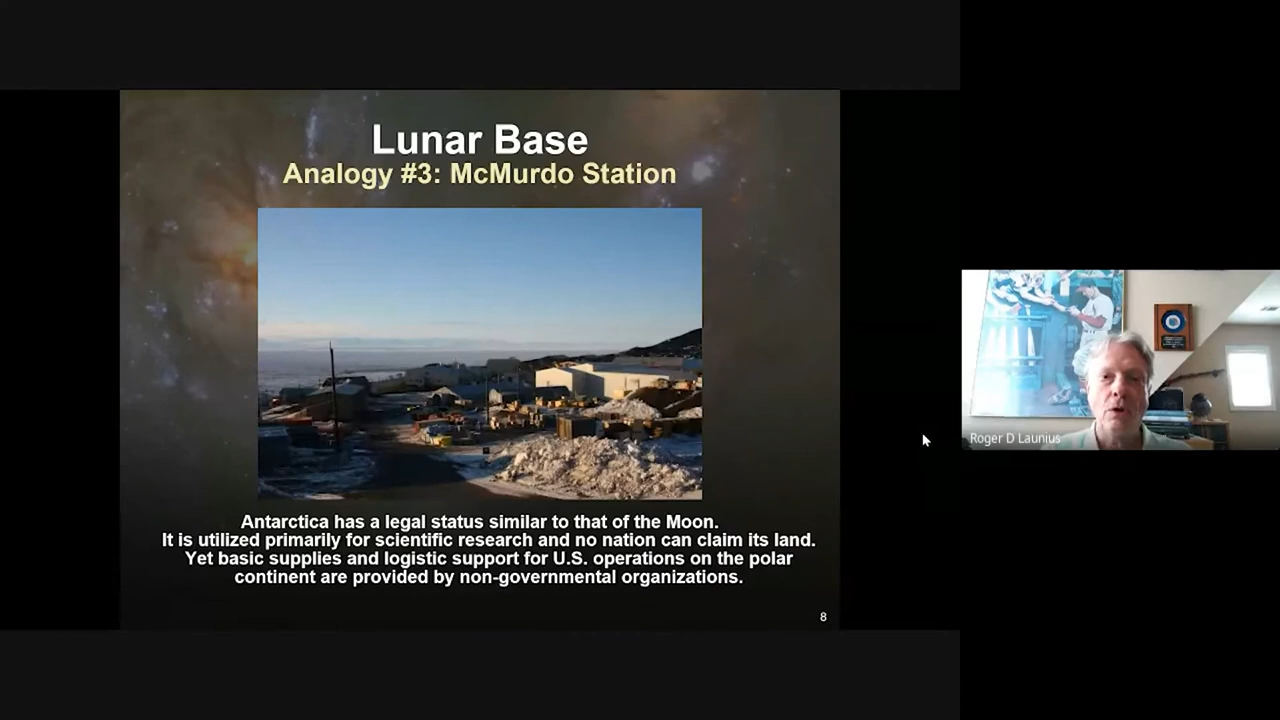 Lunar Base
Analogy #3: McMurdo Station
Antarctica has a legal status similar to that of the Moon.
It is utilized primarily for scientific research and no nation can claim its land.
Yet basic supplies and logistic support for U.S. operations on the polar
continent are provided by non-governmental organizations.
8
Roger D Launius